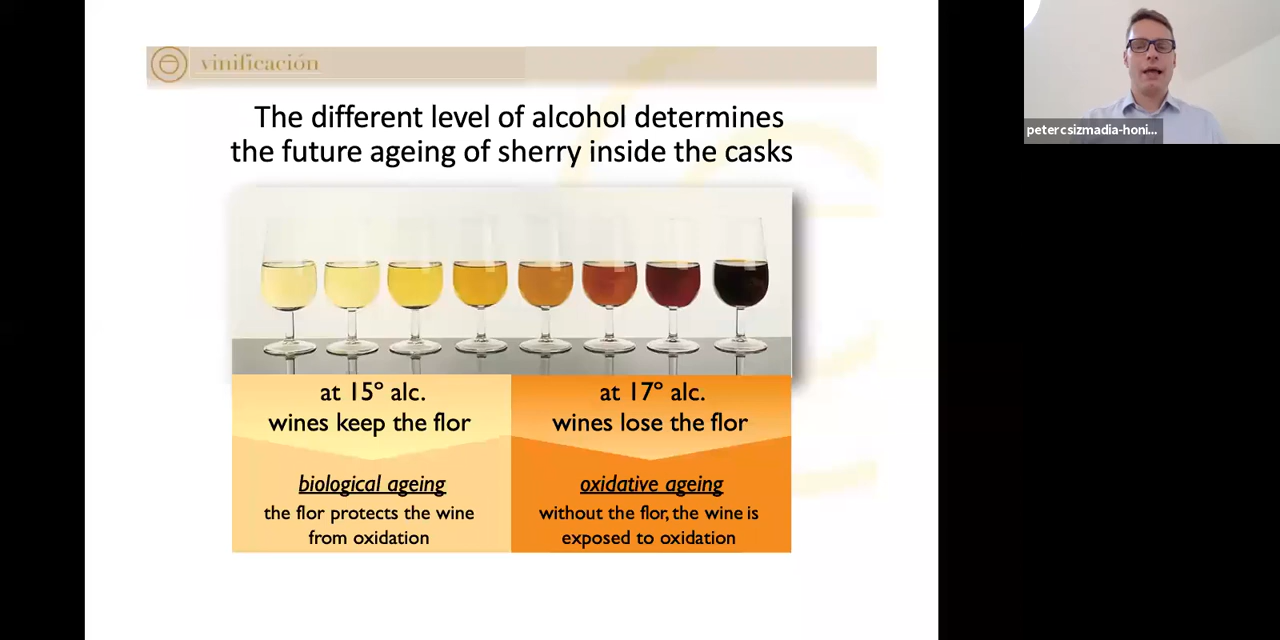 vinificación
The different level of alcohol determines
the future ageing of sherry inside the casks
at 15º alc.
wines keep the flor
at 17º alc.
wines lose the flor
biological ageing
the flor protects the wine
from oxidation
oxidative ageing
without the flor, the wine is
exposed to oxidation
petercsizmadia-honi...